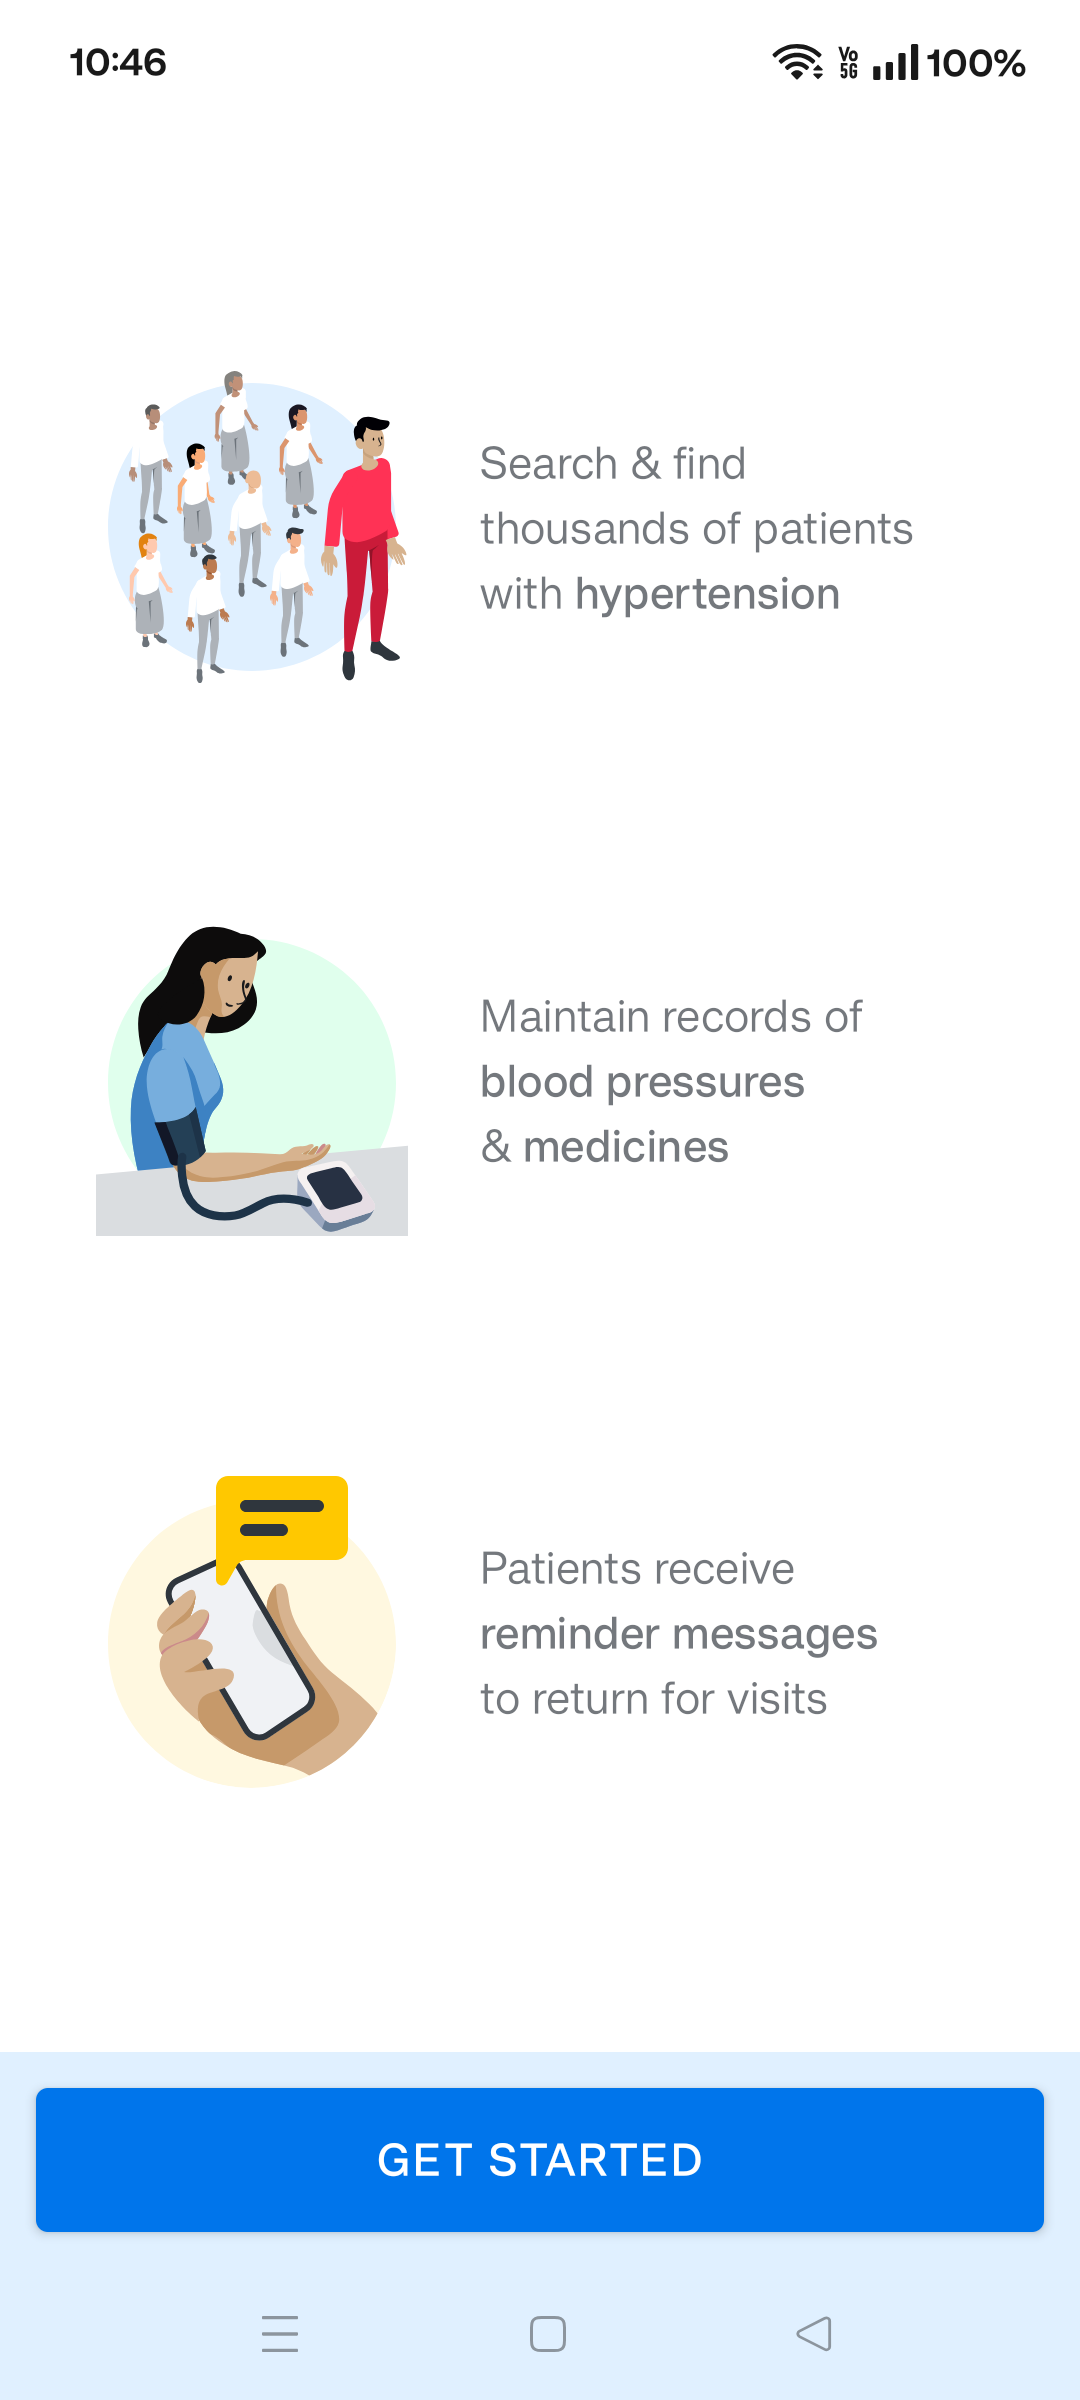 10:46
Vo 5G 100%
Search & find
thousands of patients
with hypertension
Maintain records of
blood pressures
& medicines
Patients receive
reminder messages
to return for visits
GET STARTED